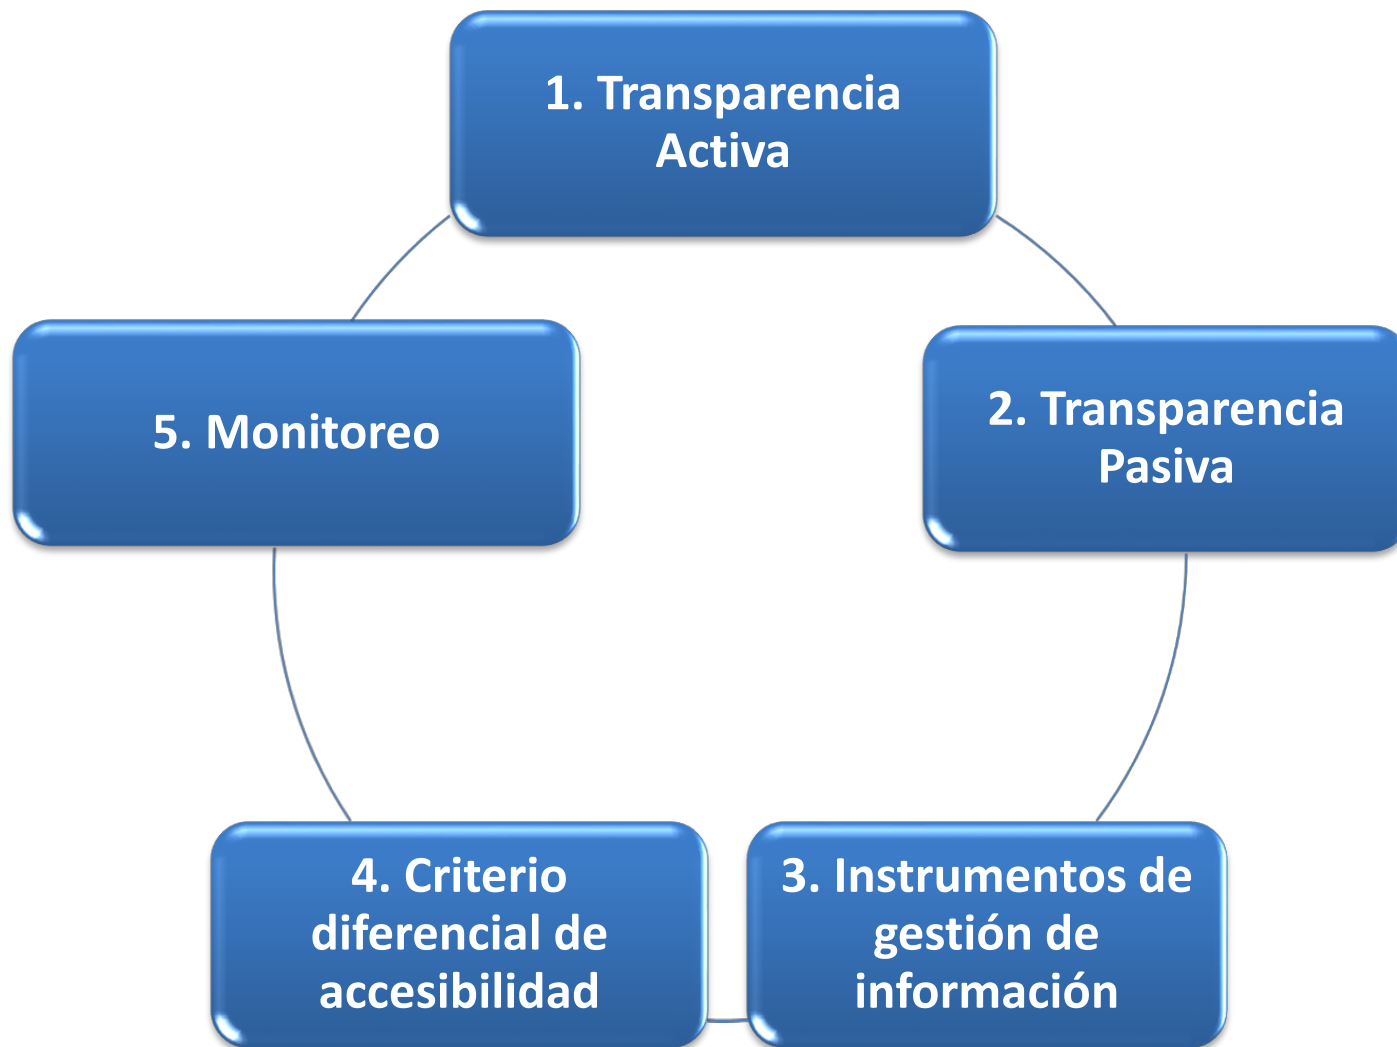 1. Transparencia
Activa
2. Transparencia
Pasiva
3. Instrumentos de
gestión de
información
4. Criterio
diferencial de
accesibilidad
5. Monitoreo